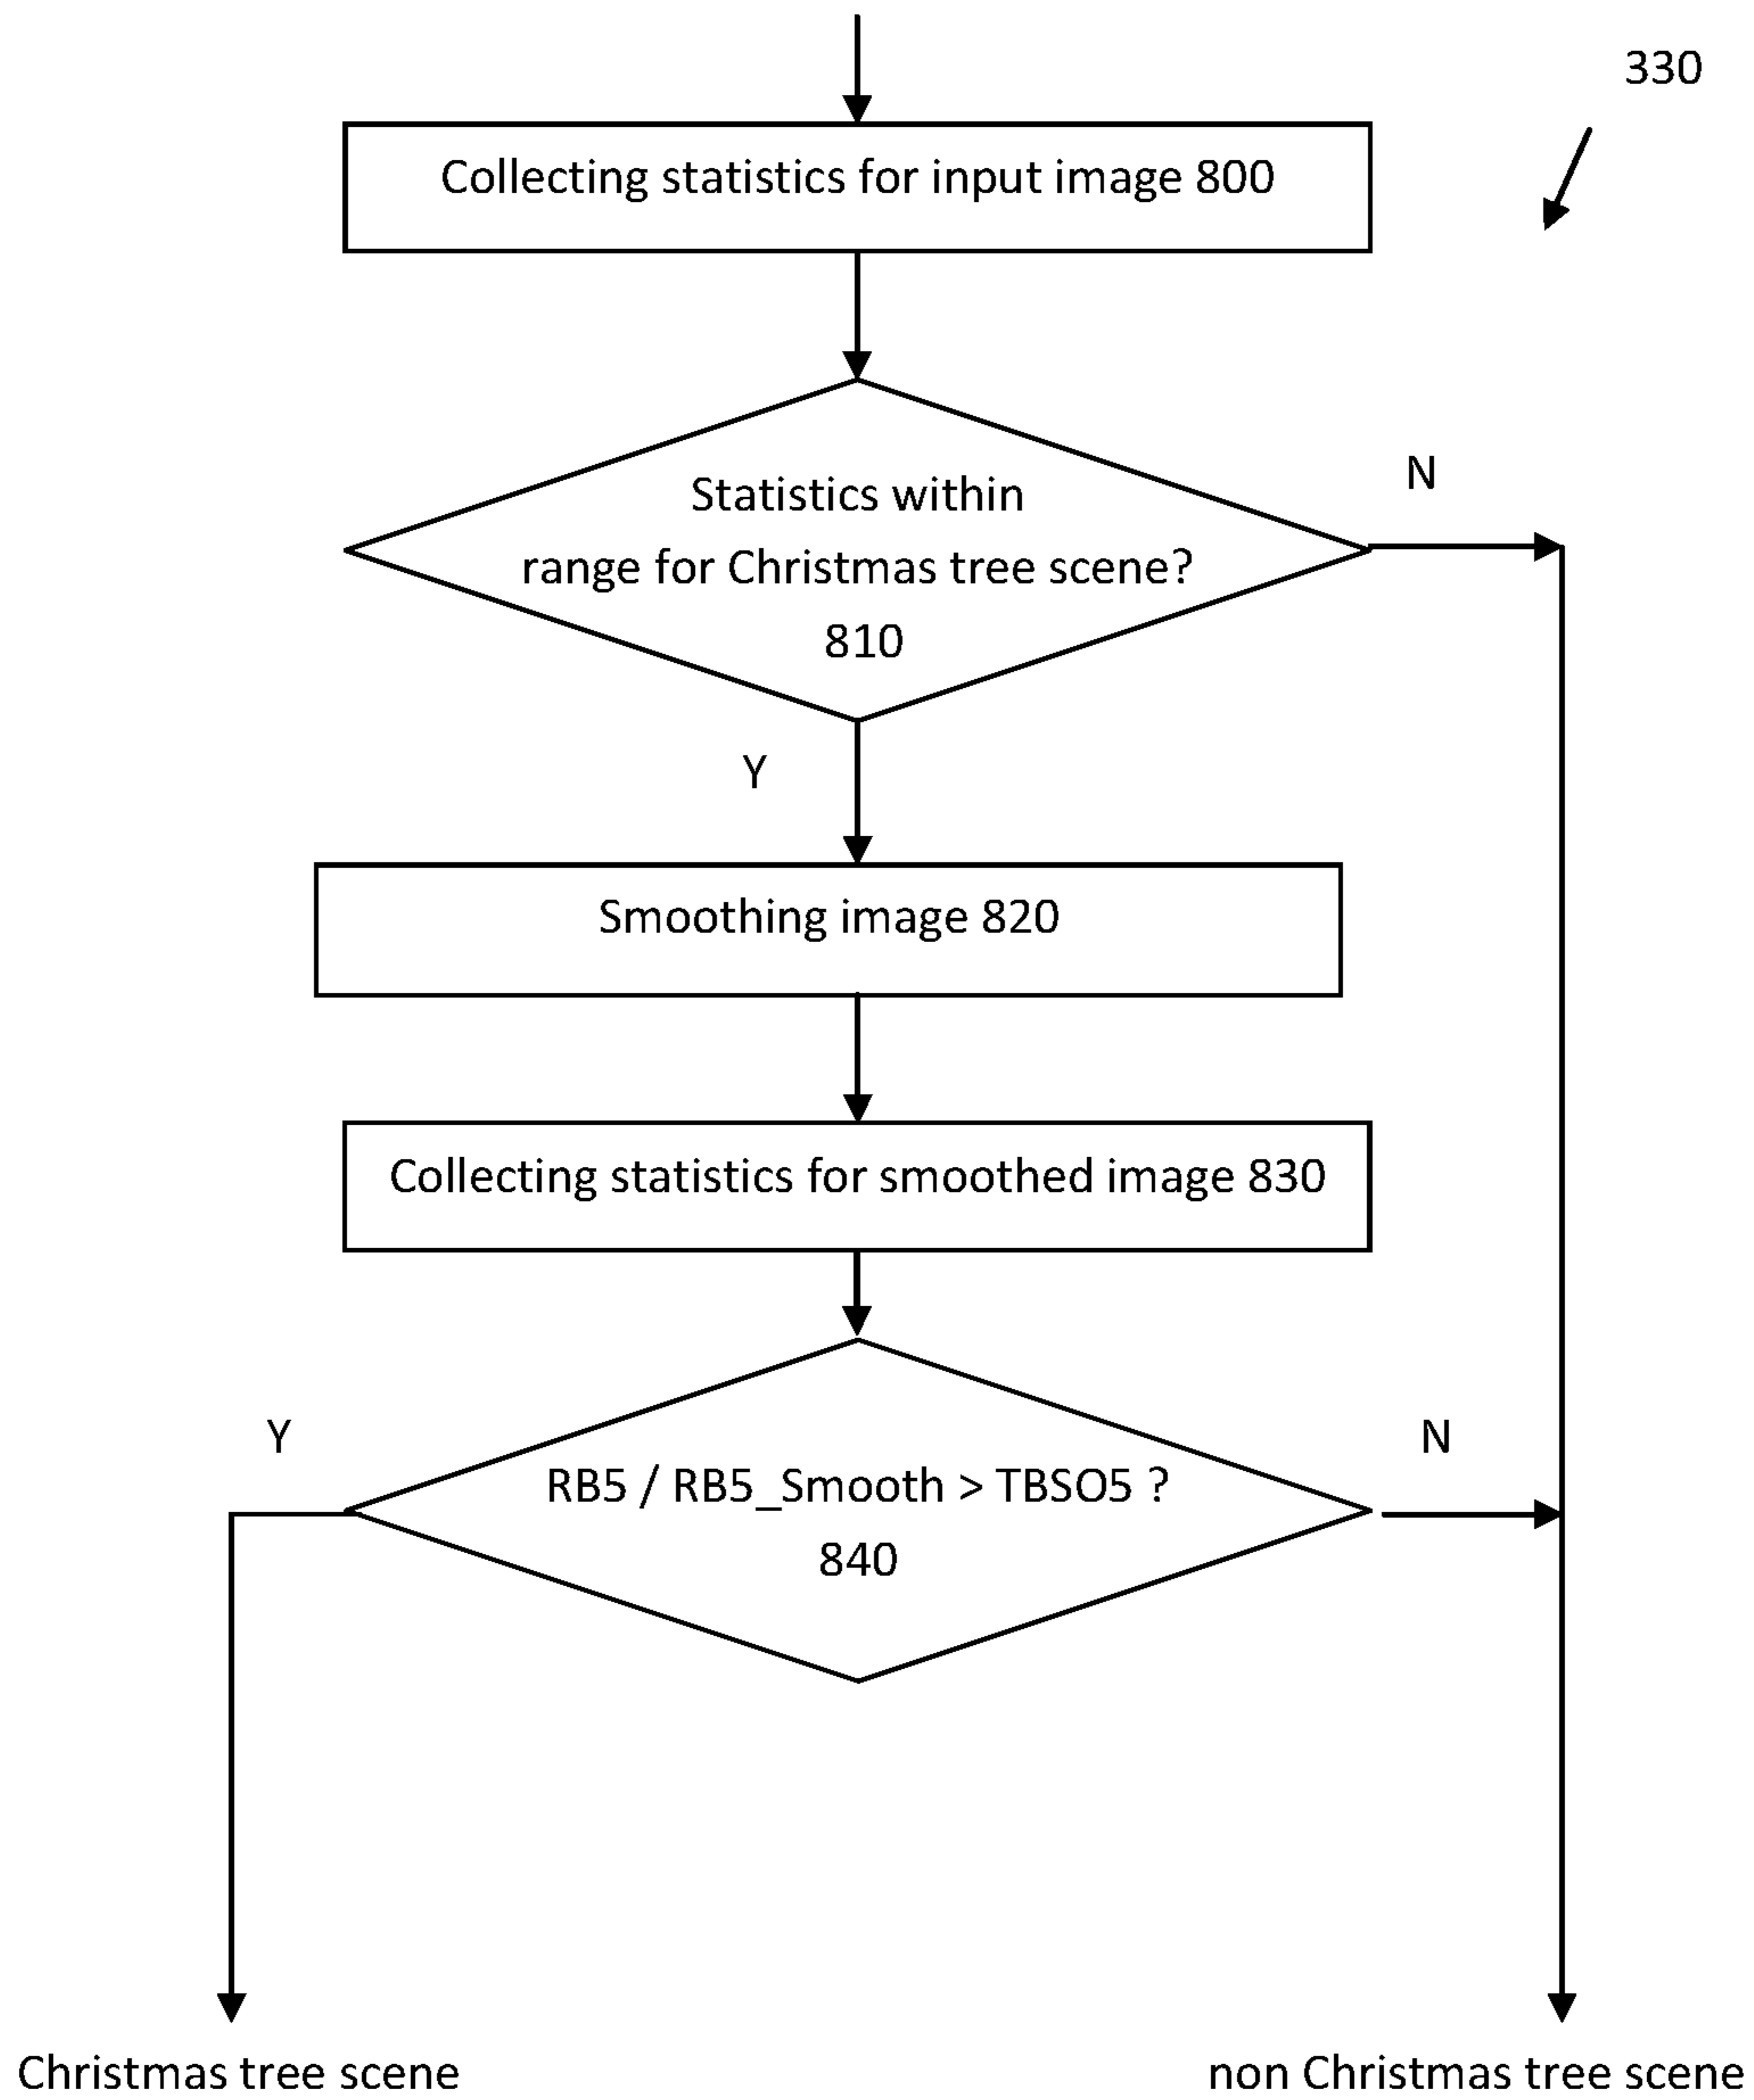 330
Collecting statistics for input image 800
Statistics within
range for Christmas tree scene?
810
N
Y
Smoothing image 820
Collecting statistics for smoothed image 830
Y
N
RB5 / RB5_Smooth > TBSO5 ?
840
Christmas tree scene
non Christmas tree scene